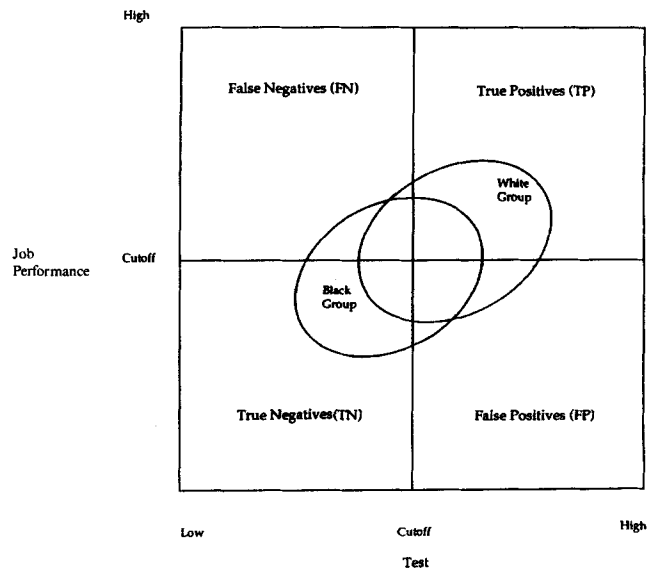 High
False Negatives (FN)
True Positives (TP)
White
Group
Job
Performance
Cutoff
Black
Group
True Negatives(TN)
False Positives (FP)
Low
Cutoff
High
Test